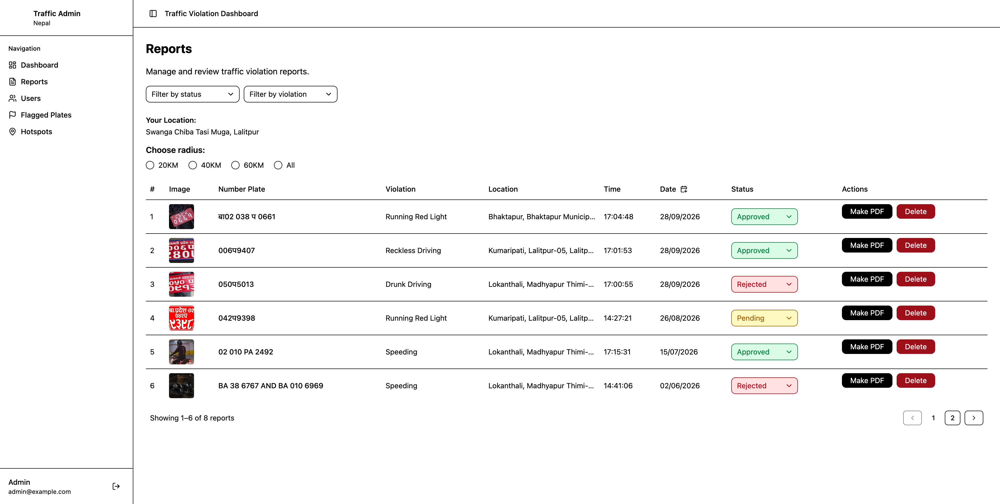 Traffic Admin
Nepal
Navigation
Dashboard
Reports
Users
Flagged Plates
Hotspots
Admin
admin@example.com
Traffic Violation Dashboard
Reports
Manage and review traffic violation reports.
Filter by status Filter by violation
Your Location:
Swanga Chiba Tasi Muga, Lalitpur
Choose radius:
20KM 40KM 60KM All
# Image Number Plate Violation Location Time Date Status Actions
1 बा02 038 प 0661 Running Red Light Bhaktapur, Bhaktapur Municip... 17:04:48 28/09/2026 Approved Make PDF Delete
2 006प9407 Reckless Driving Kumaripati, Lalitpur-05, Lalitp... 17:01:53 28/09/2026 Approved Make PDF Delete
3 050प5013 Drunk Driving Lokanthali, Madhyapur Thimi-... 17:00:55 28/09/2026 Rejected Make PDF Delete
4 042प9398 Running Red Light Kumaripati, Lalitpur-05, Lalitp... 14:27:21 26/08/2026 Pending Make PDF Delete
5 02 010 PA 2492 Speeding Lokanthali, Madhyapur Thimi-... 17:15:31 15/07/2026 Approved Make PDF Delete
6 BA 38 6767 AND BA 010 6969 Speeding Lokanthali, Madhyapur Thimi-... 14:41:06 02/06/2026 Rejected Make PDF Delete
Showing 1–6 of 8 reports
1 2